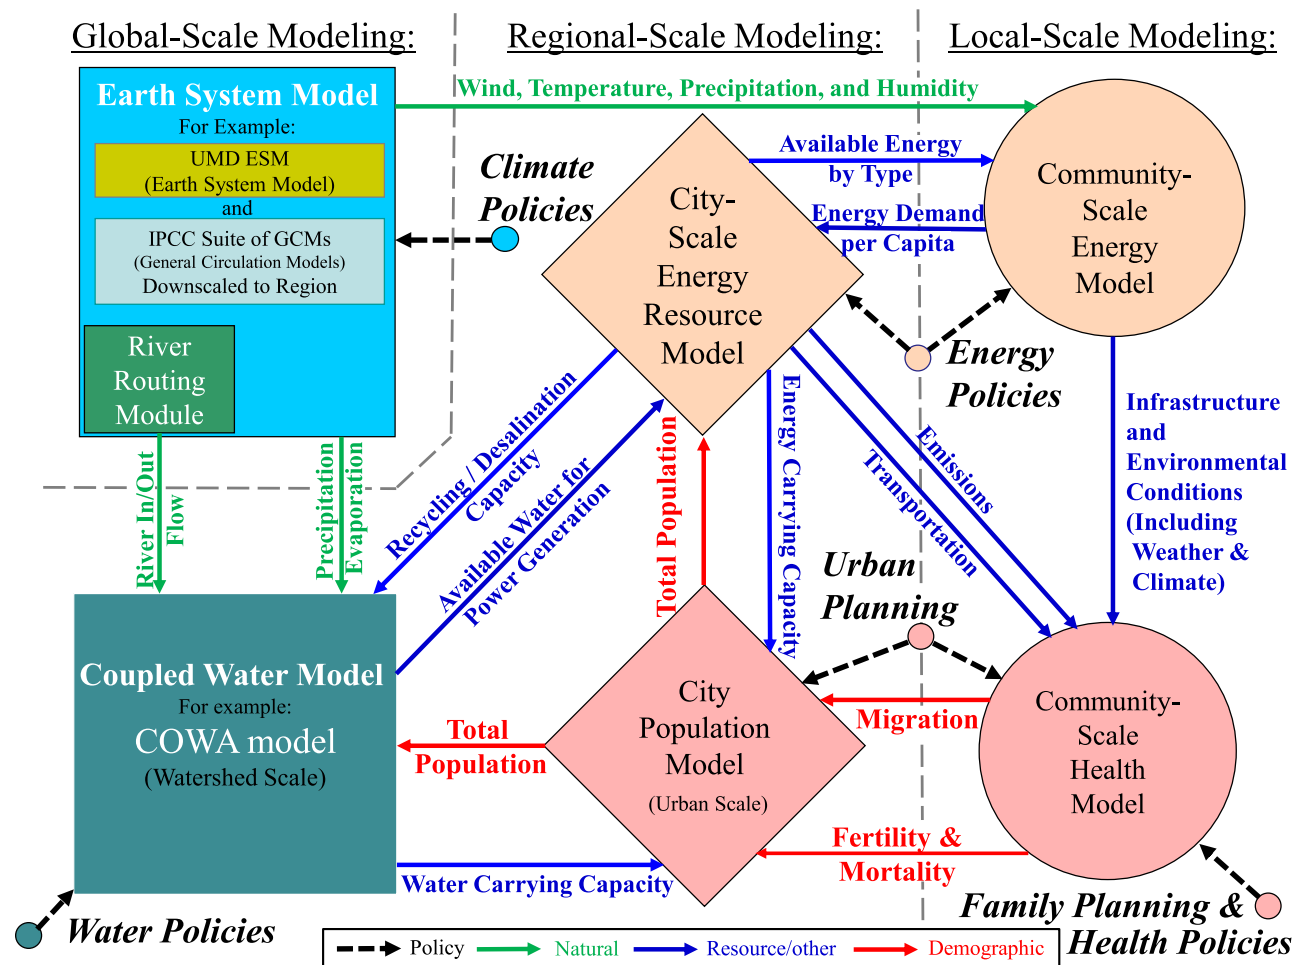 Global-Scale Modeling:
Regional-Scale Modeling:
Local-Scale Modeling:
Earth System Model
For Example:
UMD ESM
(Earth System Model)
and
IPCC Suite of GCMs
(General Circulation Models)
Downscaled to Region
River
Routing
Module
Wind, Temperature, Precipitation, and Humidity
Climate
Policies
City-
Scale
Energy
Resource
Model
Available Energy
by Type
Energy Demand
per Capita
Community-
Scale
Energy
Model
Energy
Policies
River In/Out
Flow
Precipitation
Evaporation
Recycling / Desalination
Capacity
Available Water for
Power Generation
Total Population
Energy Carrying Capacity
Emissions
Transportation
Infrastructure
and
Environmental
Conditions
(Including
Weather &
Climate)
Urban
Planning
Coupled Water Model
For example:
COWA model
(Watershed Scale)
Total
Population
City
Population
Model
(Urban Scale)
Migration
Community-
Scale
Health
Model
Fertility &
Mortality
Water Carrying Capacity
Water Policies
Family Planning &
Health Policies
Policy
Natural
Resource/other
Demographic